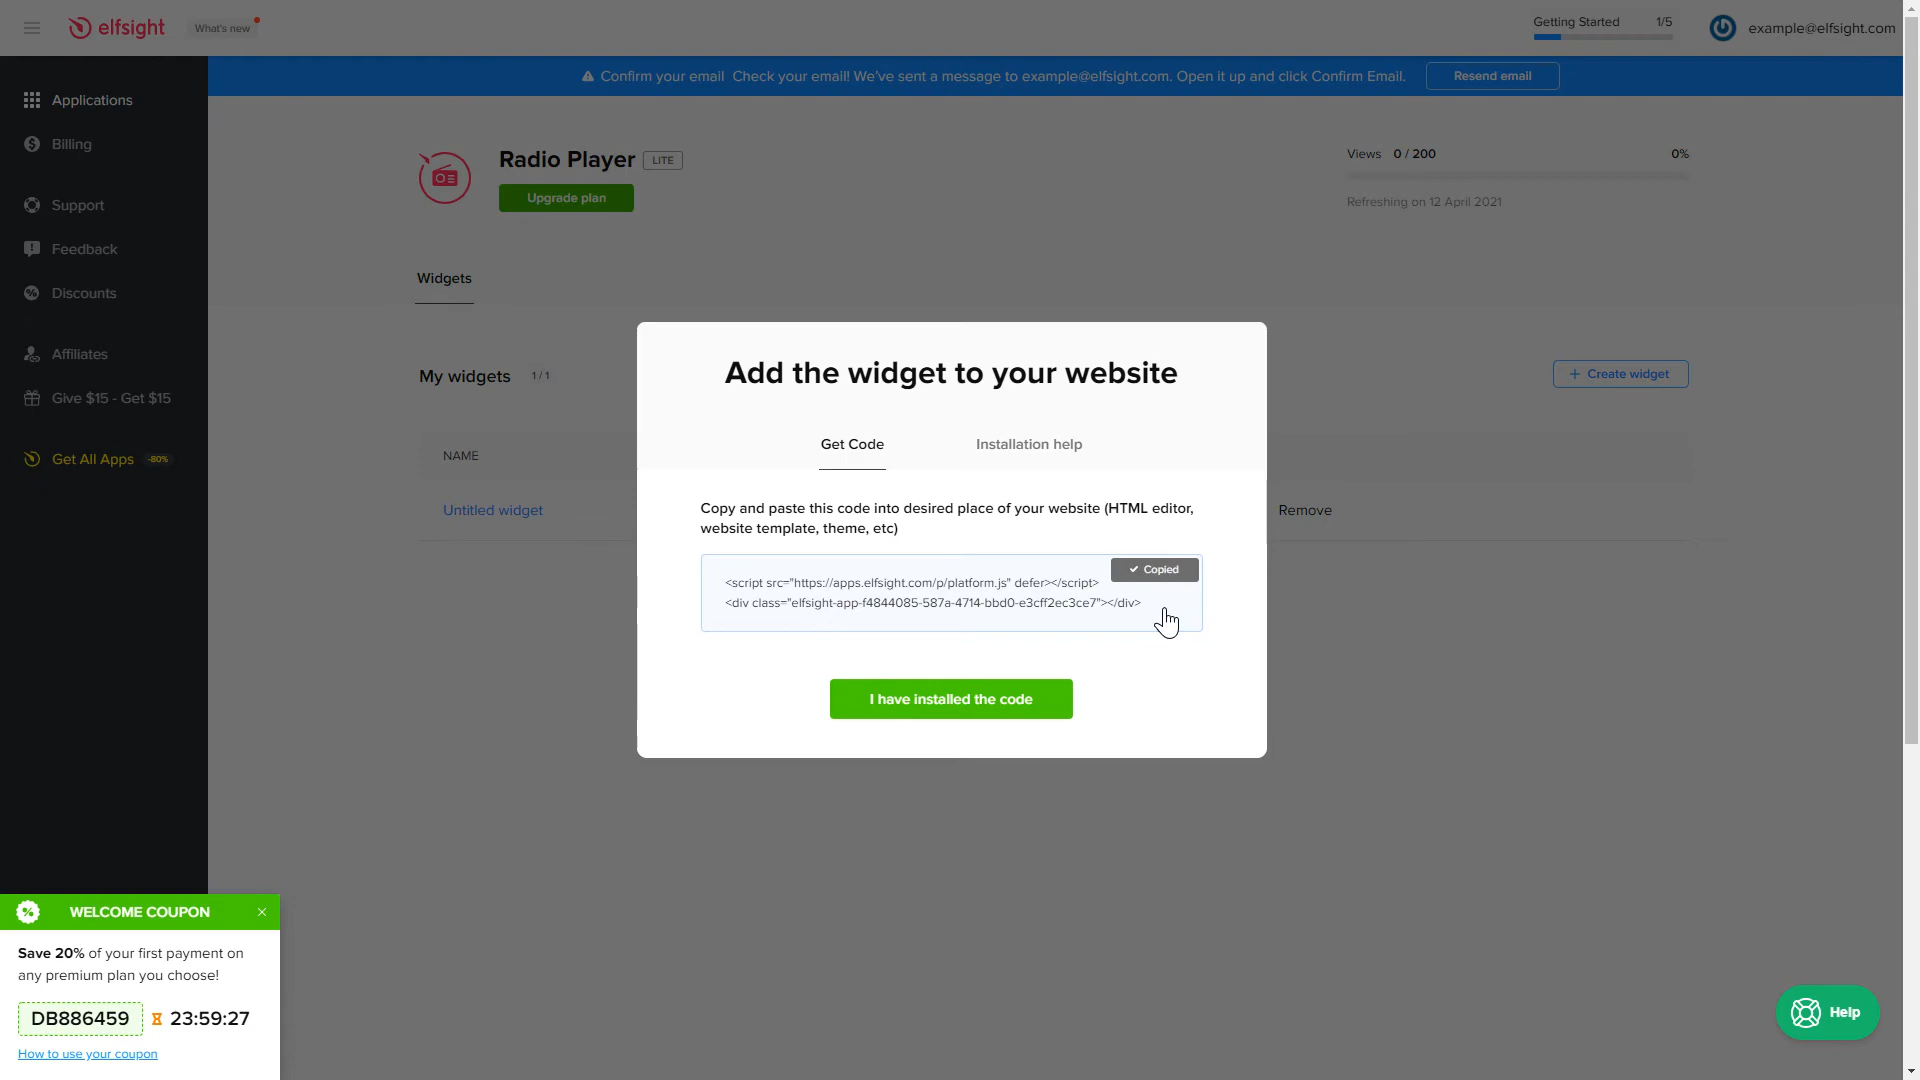 elfsight
What's new
Getting Started 1/5
example@elfsight.com
Confirm your email Check your email! We've sent a message to example@elfsight.com. Open it up and click Confirm Email.
Resend email
Applications
Billing
Support
Feedback
Discounts
Affiliates
Give $15 - Get $15
Get All Apps -80%
Radio Player LITE
Upgrade plan
Views 0 / 200 0%
Refreshing on 12 April 2021
Widgets
My widgets 1 / 1
+ Create widget
NAME
Untitled widget
Remove
Add the widget to your website
Get Code Installation help
Copy and paste this code into desired place of your website (HTML editor,
website template, theme, etc)
Copied
<script src="https://apps.elfsight.com/p/platform.js" defer></script>
<div class="elfsight-app-f4844085-587a-4714-bbd0-e3cff2ec3ce7"></div>
I have installed the code
WELCOME COUPON
Save 20% of your first payment on
any premium plan you choose!
DB886459 23:59:27
How to use your coupon
Help